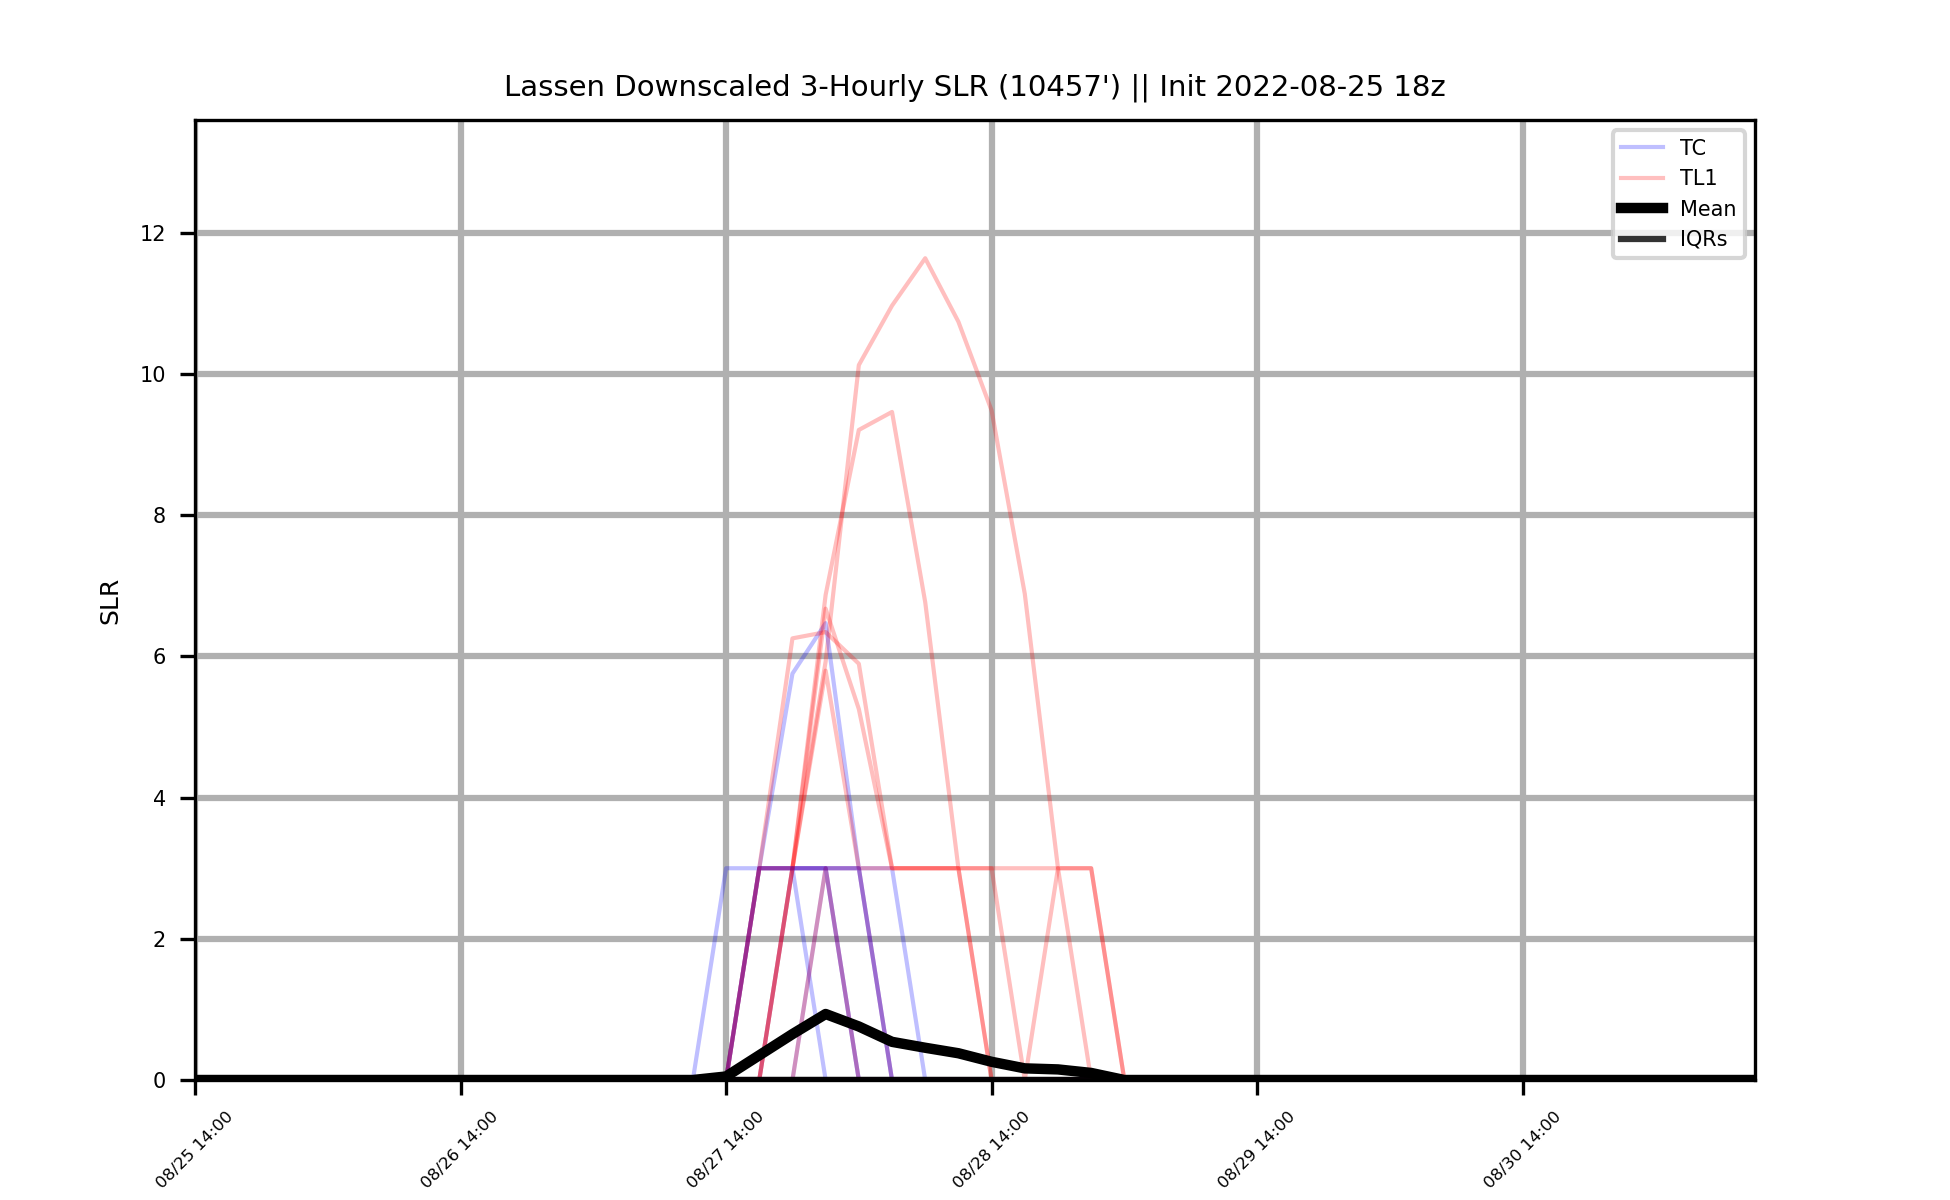 Lassen Downscaled 3-Hourly SLR (10457') || Init 2022-08-25 18z
TC
TL1
Mean
IQRs
12
10
8
6
4
2
0
SLR
08/25 14:00
08/26 14:00
08/27 14:00
08/28 14:00
08/29 14:00
08/30 14:00